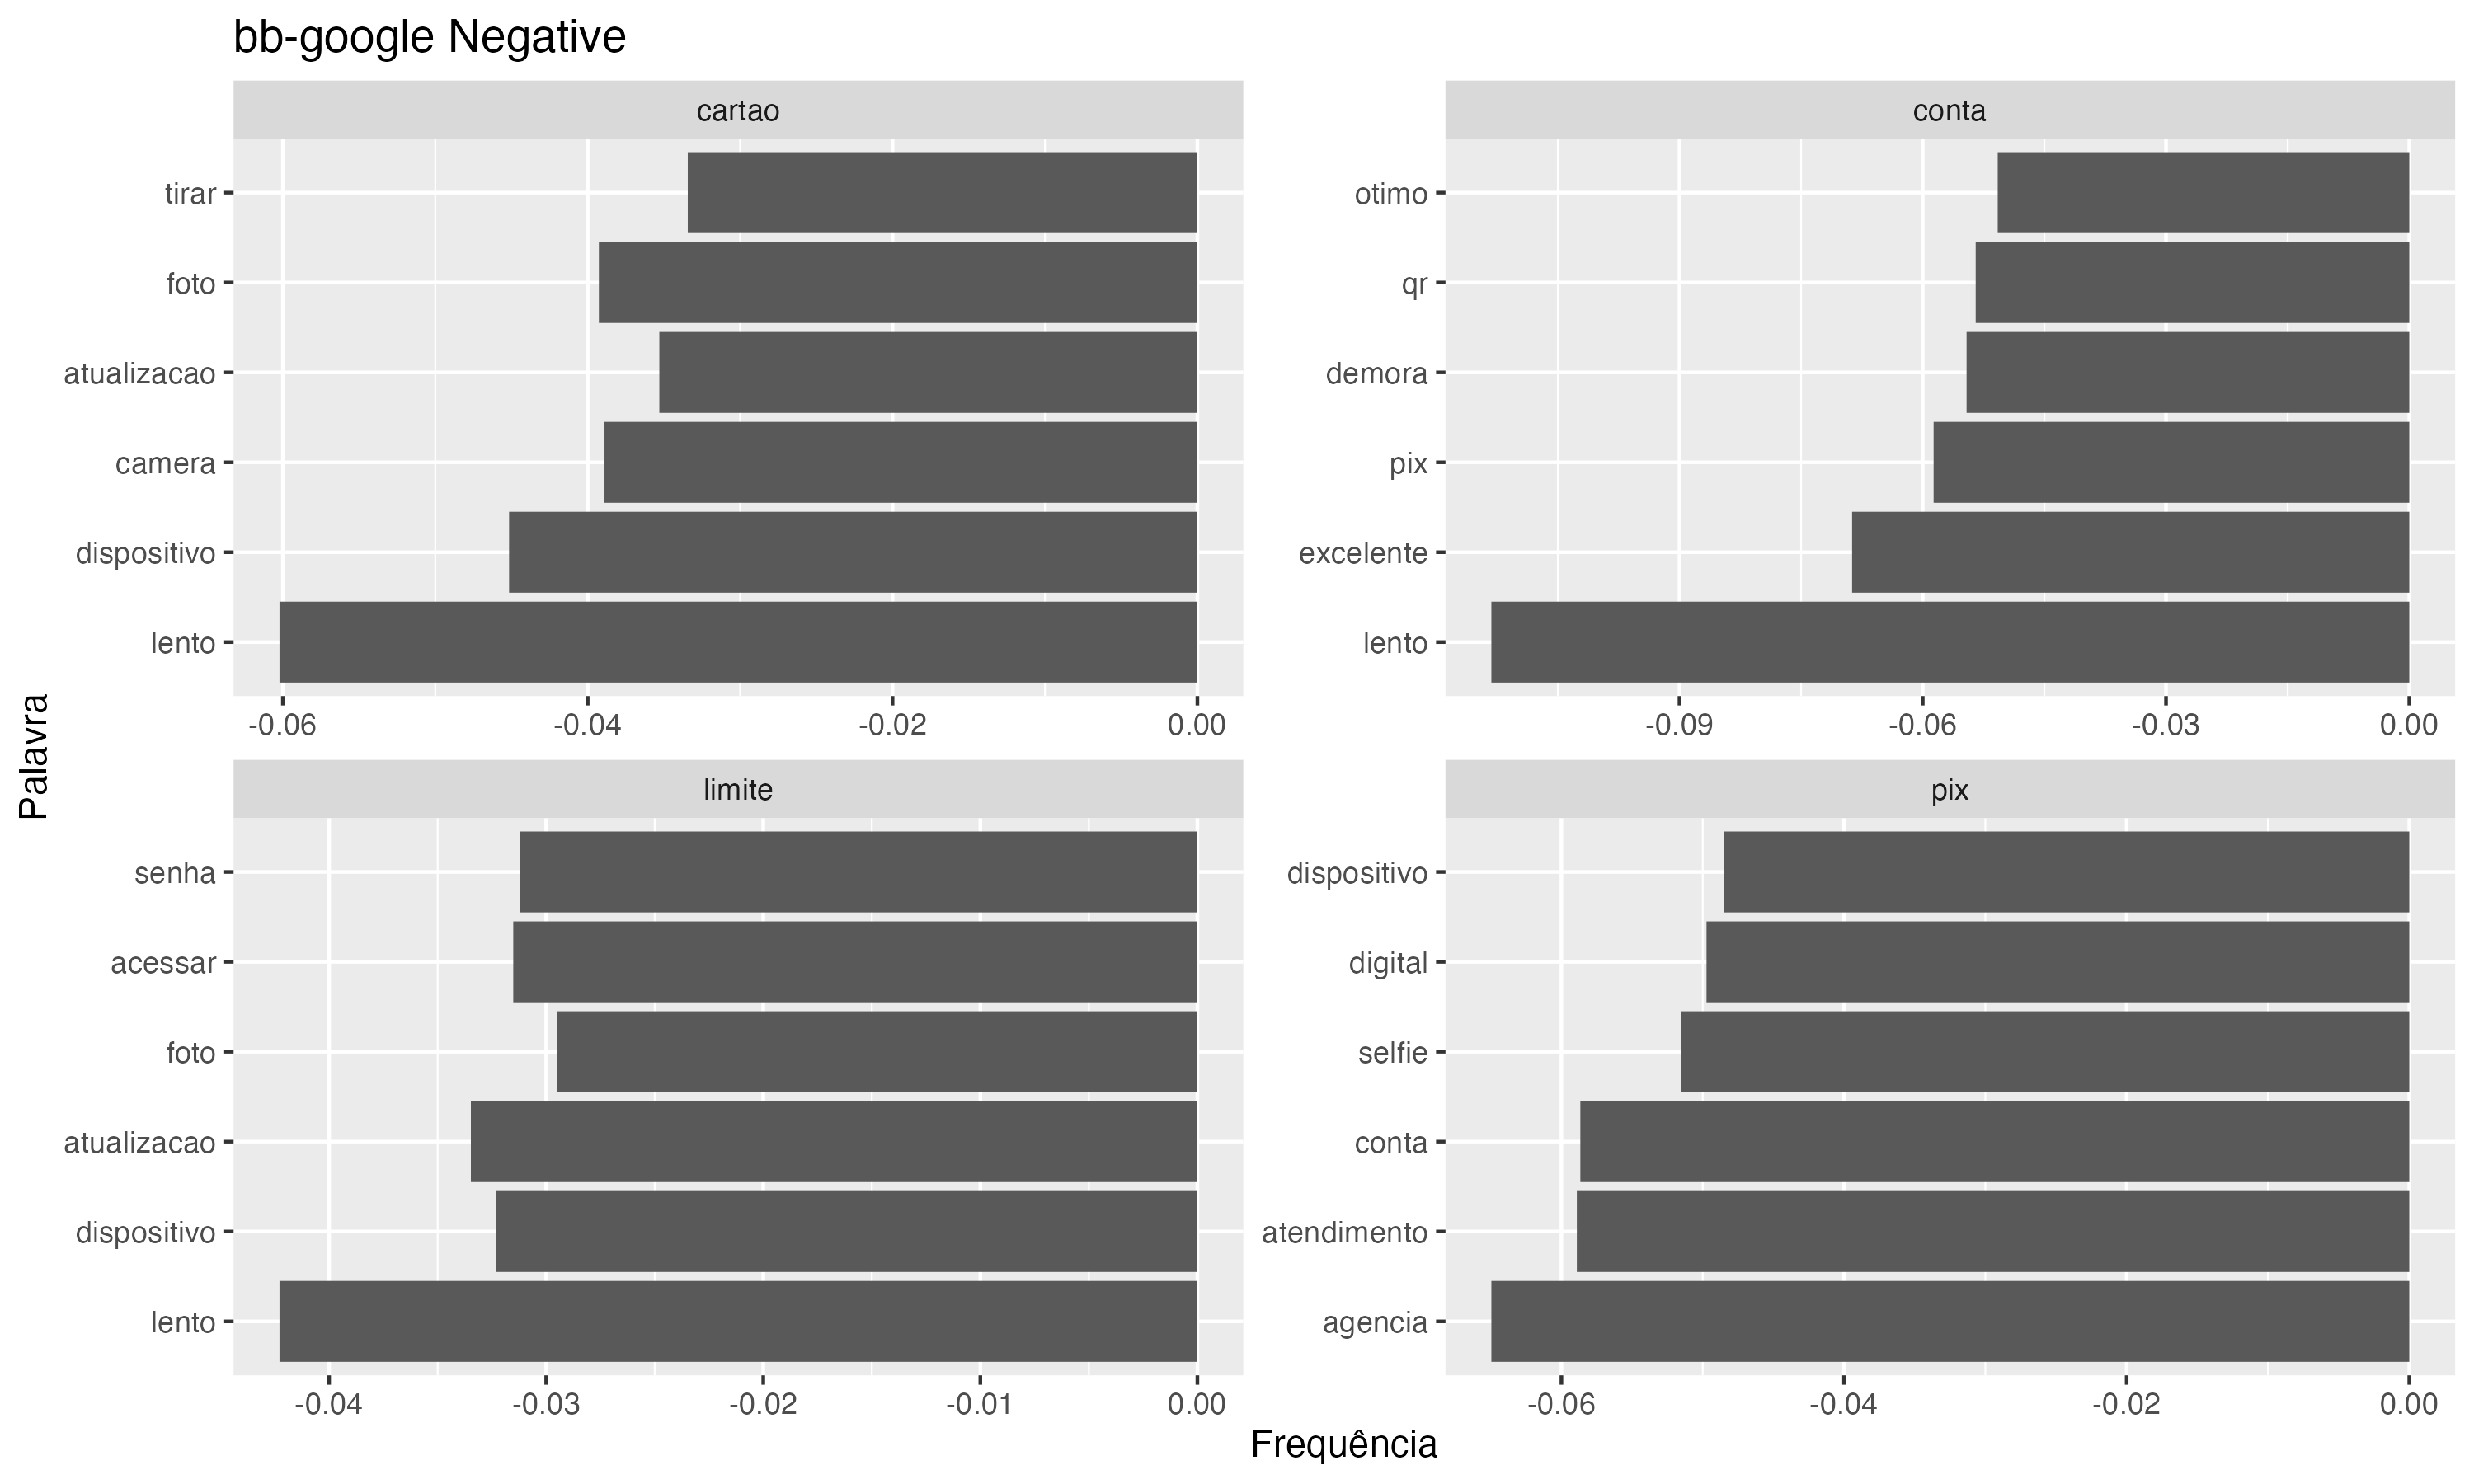 bb-google Negative
cartao
tirar
foto
atualizacao
camera
dispositivo
lento
-0.06 -0.04 -0.02 0.00
conta
otimo
qr
demora
pix
excelente
lento
-0.09 -0.06 -0.03 0.00
limite
senha
acessar
foto
atualizacao
dispositivo
lento
-0.04 -0.03 -0.02 -0.01 0.00
pix
dispositivo
digital
selfie
conta
atendimento
agencia
-0.06 -0.04 -0.02 0.00
Palavra
Frequência